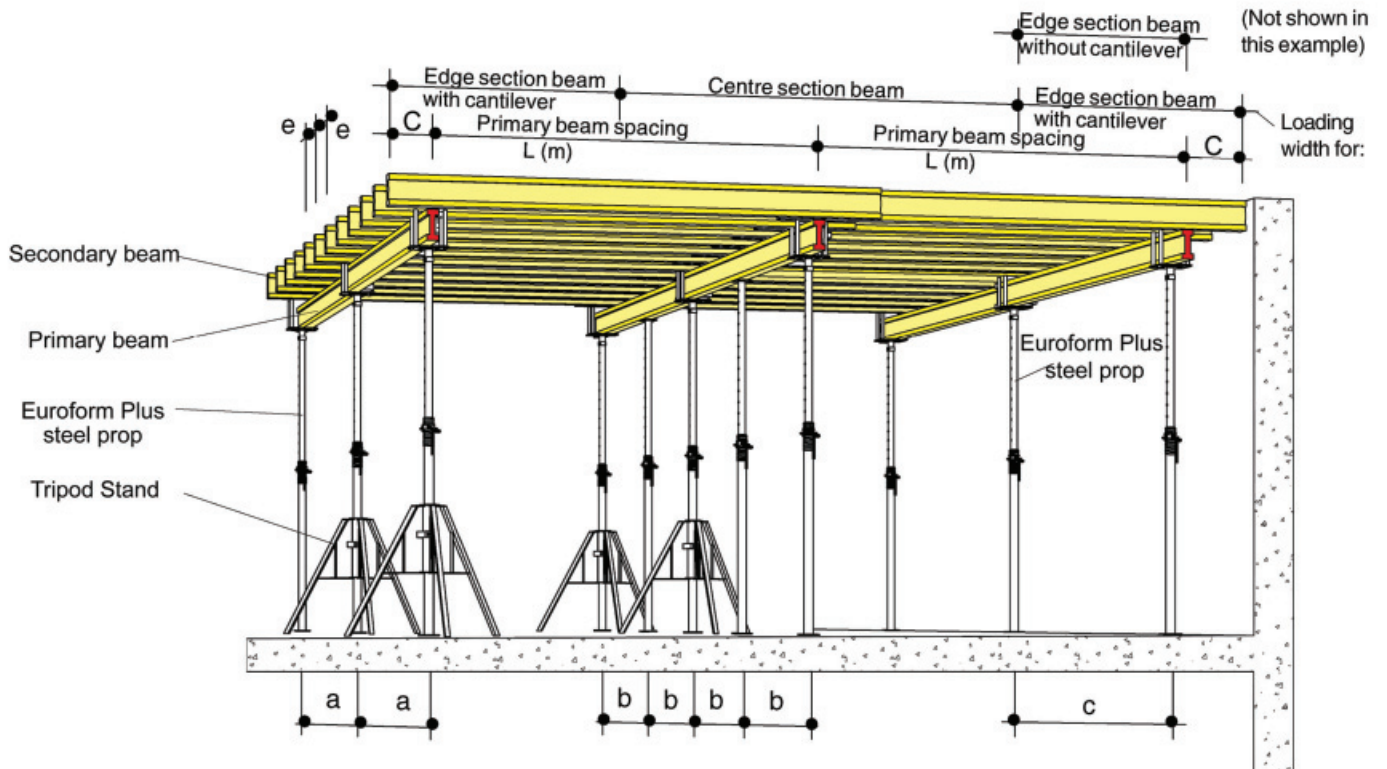 Edge section beam
without cantilever
(Not shown in
this example)
Edge section beam
with cantilever
Centre section beam
Edge section beam
with cantilever
Loading
width for:
e
e
C
Primary beam spacing
L (m)
Primary beam spacing
L (m)
C
Secondary beam
Primary beam
Euroform Plus
steel prop
Euroform Plus
steel prop
Tripod Stand
a
a
b
b
b
b
c